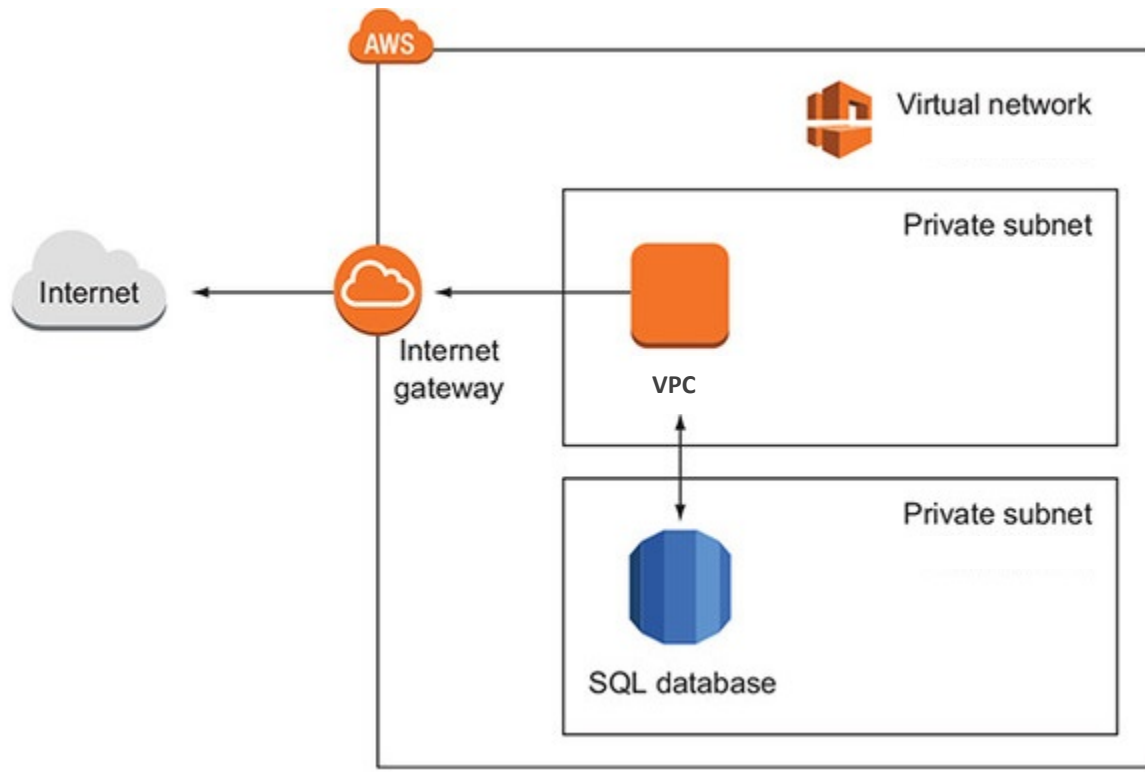 AWS
Virtual network
Private subnet
Internet
Internet
gateway
VPC
Private subnet
SQL database